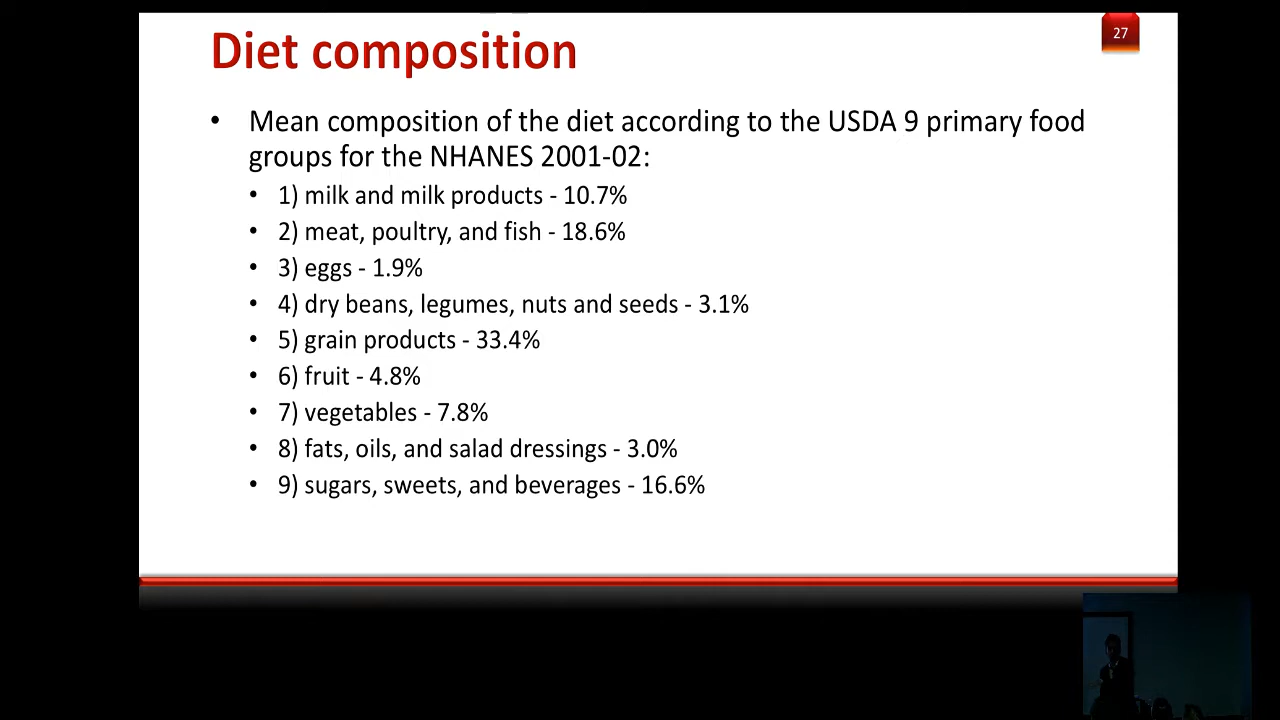 Diet composition
27
• Mean composition of the diet according to the USDA 9 primary food
groups for the NHANES 2001-02:
• 1) milk and milk products - 10.7%
• 2) meat, poultry, and fish - 18.6%
• 3) eggs - 1.9%
• 4) dry beans, legumes, nuts and seeds - 3.1%
• 5) grain products - 33.4%
• 6) fruit - 4.8%
• 7) vegetables - 7.8%
• 8) fats, oils, and salad dressings - 3.0%
• 9) sugars, sweets, and beverages - 16.6%